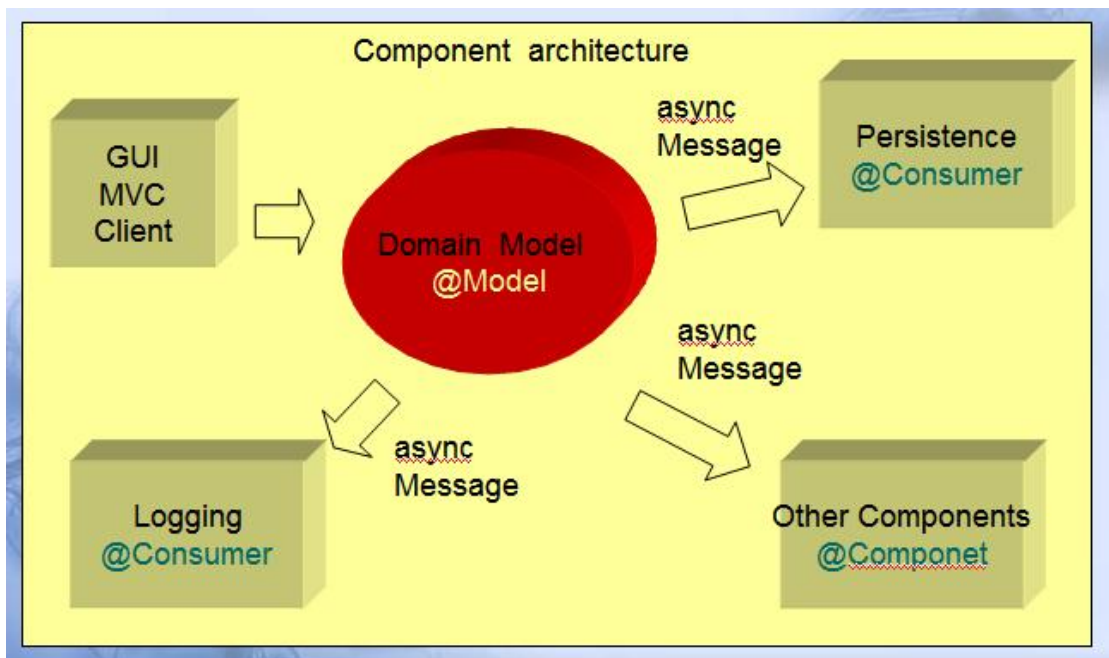 Component architecture
GUI
MVC
Client
Domain Model
@Model
async
Message
Persistence
@Consumer
async
Message
async
Message
Logging
@Consumer
Other Components
@Componet